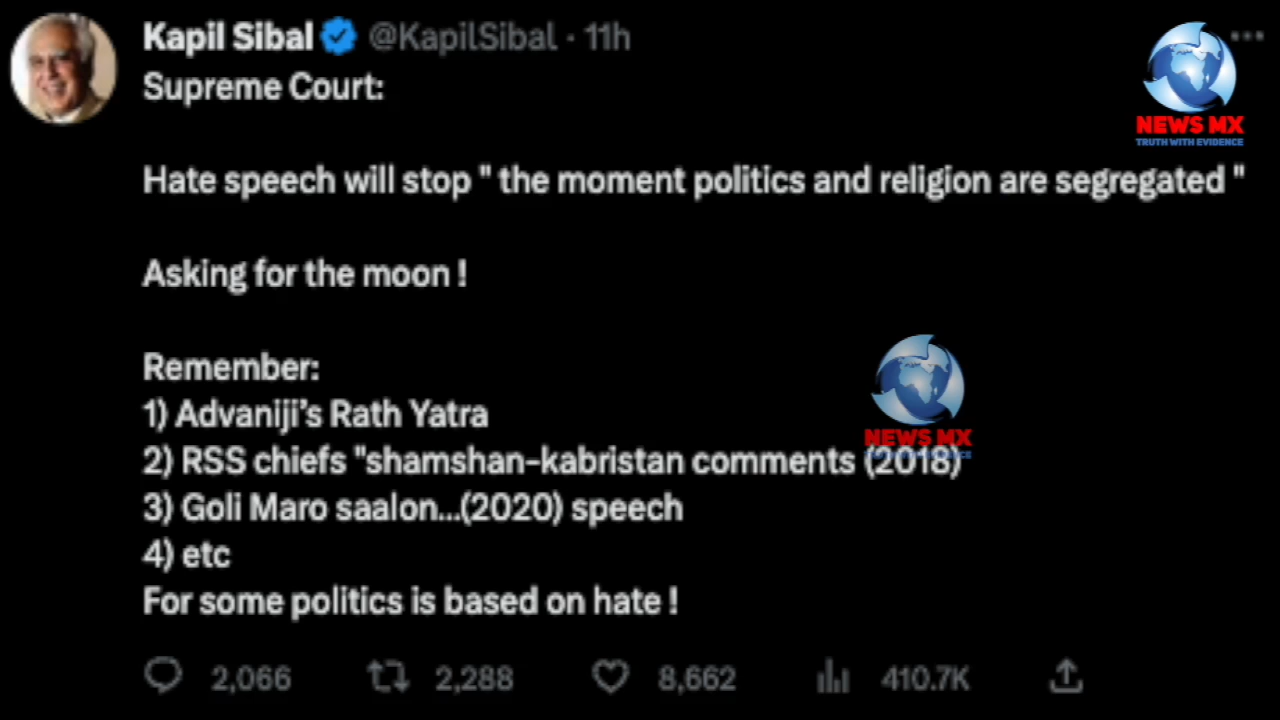 Kapil Sibal @KapilSibal · 11h
Supreme Court:
NEWS MX
TRUTH WITH EVIDENCE
Hate speech will stop " the moment politics and religion are segregated "
Asking for the moon !
Remember:
1) Advaniji's Rath Yatra
NEWS MX
2) RSS chiefs "shamshan-kabristan comments (2018)
3) Goli Maro saalon...(2020) speech
4) etc
For some politics is based on hate !
2,066 2,288 8,662 410.7K